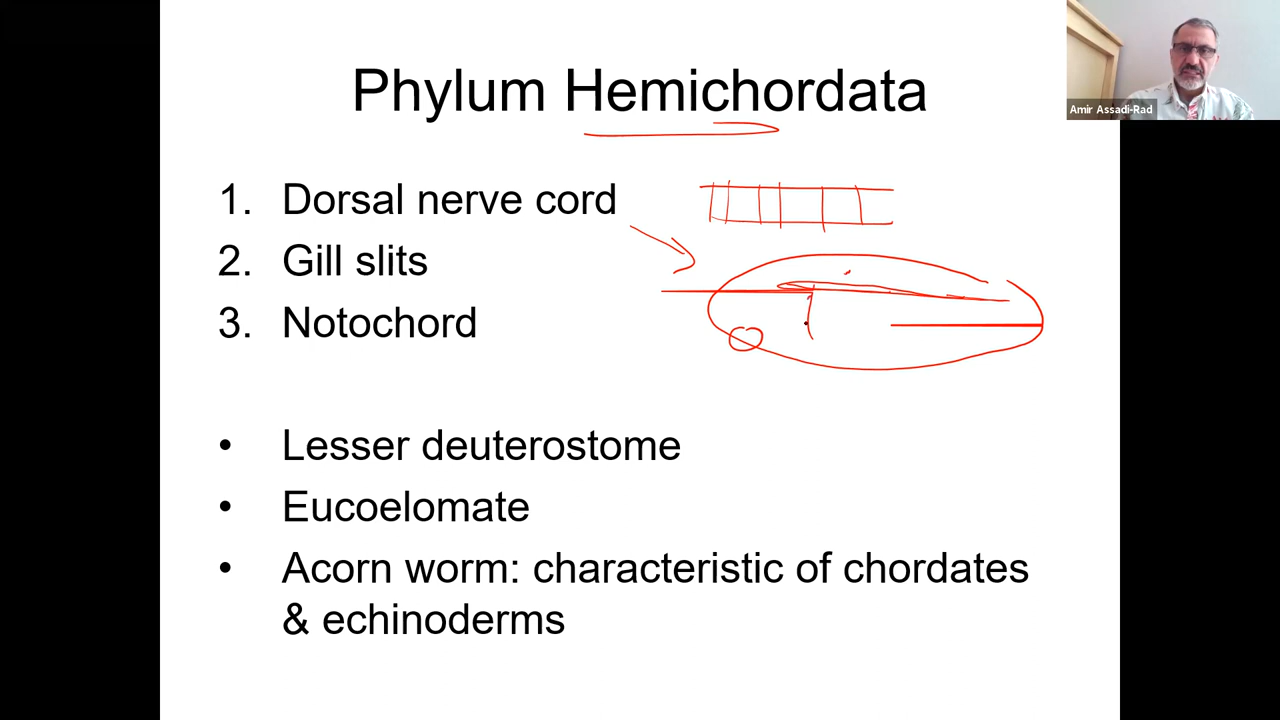 Phylum Hemichordata
Amir Assadi-Rad
1. Dorsal nerve cord
2. Gill slits
3. Notochord
• Lesser deuterostome
• Eucoelomate
• Acorn worm: characteristic of chordates
& echinoderms